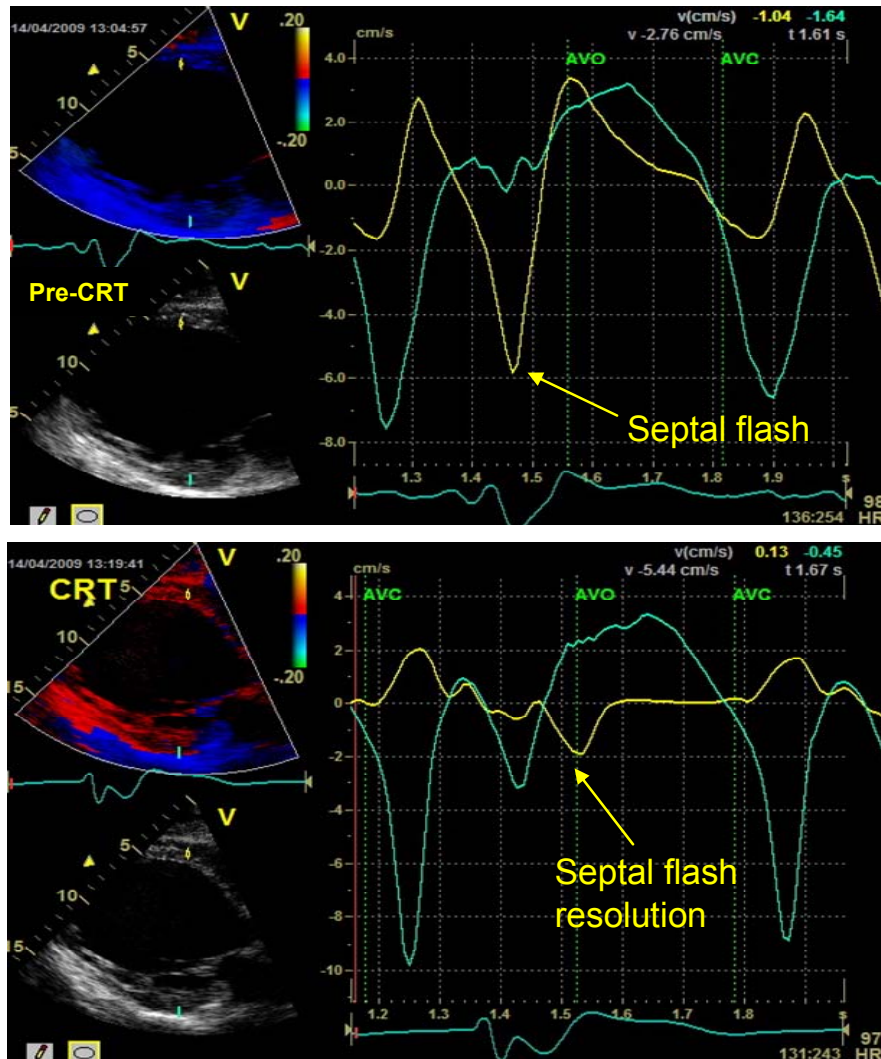 14/04/2009 13:04:57
V
.20
-.20
5
10
5
Pre-CRT
V
5
10
5
v(cm/s) -1.04 -1.64
v -2.76 cm/s t 1.61 s
cm/s
AVO
AVC
4.0
2.0
0.0
-2.0
-4.0
-6.0
-8.0
Septal flash
1.3 1.4 1.5 1.6 1.7 1.8 1.9 s
98
136:254 HR
14/04/2009 13:19:41
CRT
V
.20
-.20
5
10
15
V
5
10
15
v(cm/s) 0.13 -0.45
v -5.44 cm/s t 1.67 s
cm/s
AVC
AVO
AVC
4
2
0
-2
-4
-6
-8
-10
Septal flash
resolution
1.2 1.3 1.4 1.5 1.6 1.7 1.8 s
97
131:243 HR